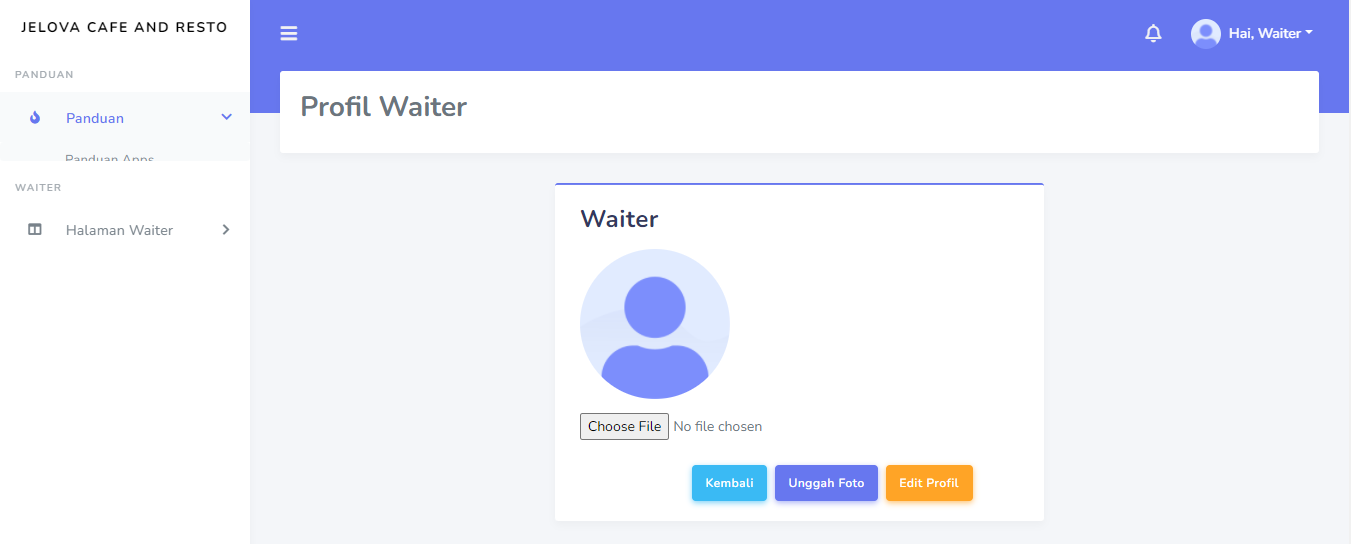 JELOVA CAFE AND RESTO
Hai, Waiter
PANDUAN
Panduan
Panduan Apps
WAITER
Halaman Waiter
Profil Waiter
Waiter
Choose File No file chosen
Kembali
Unggah Foto
Edit Profil